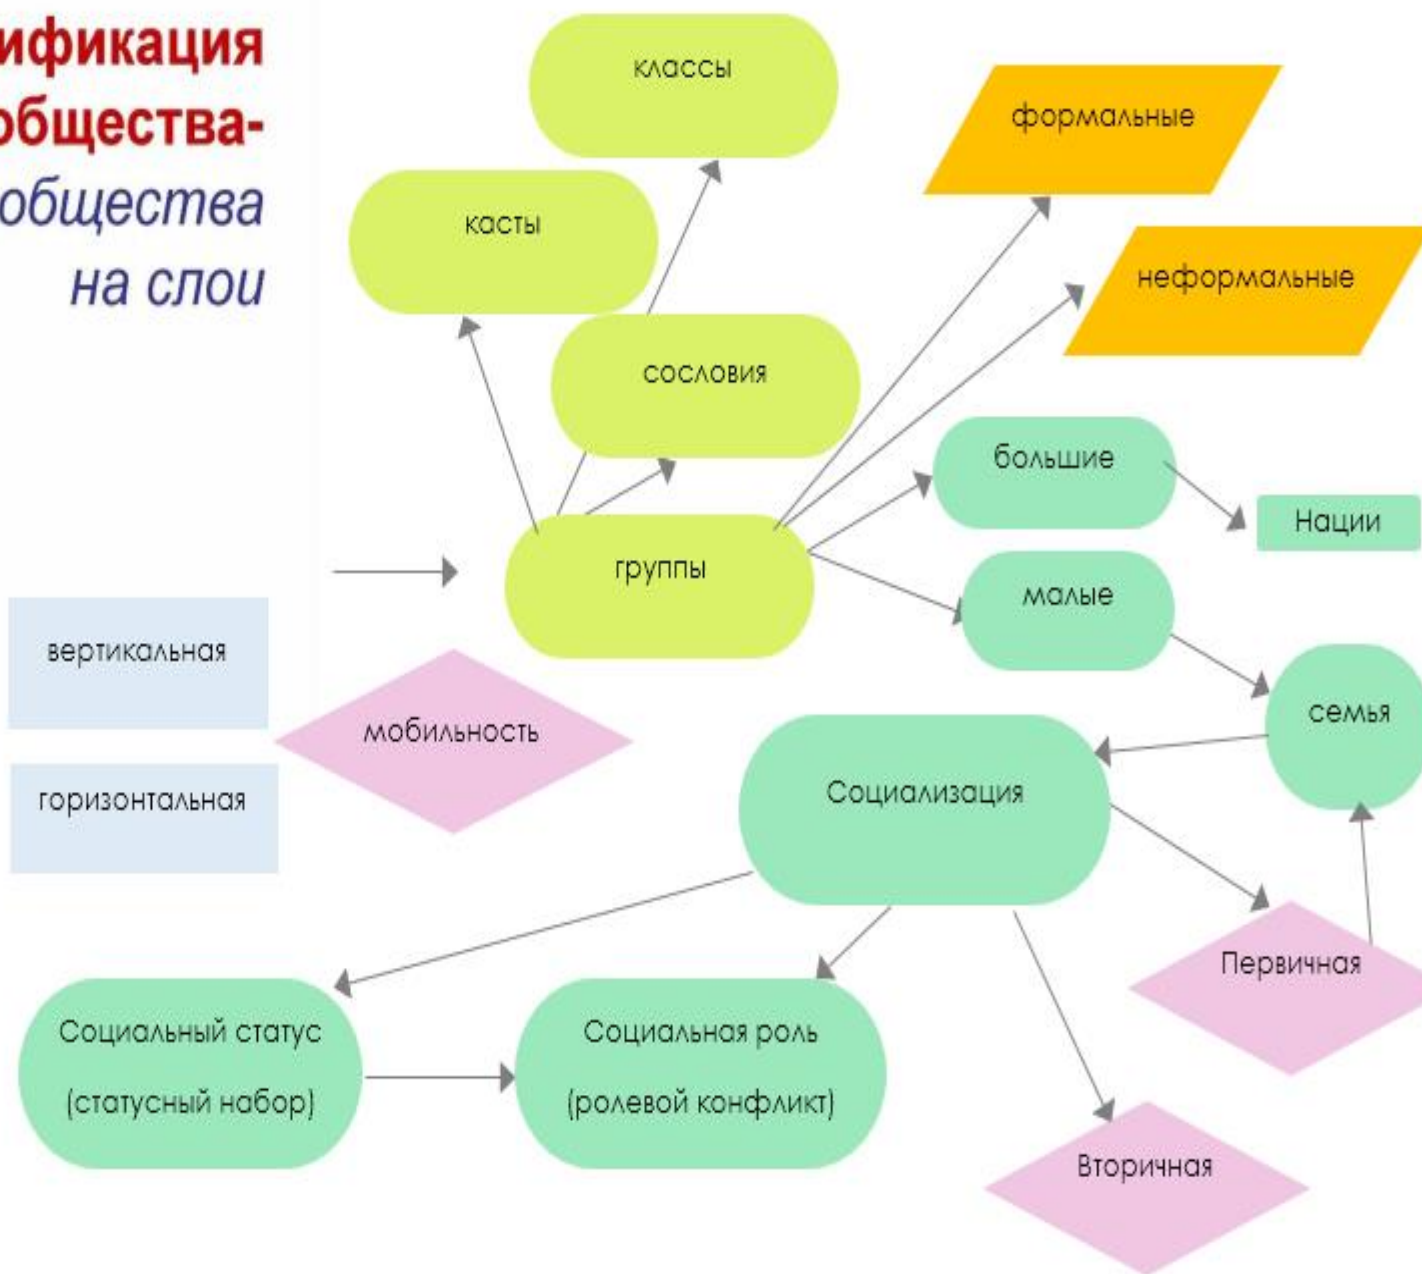 ификация
общества-
общества
на слои
классы
касты
сословия
группы
формальные
неформальные
большие
Нации
малые
семья
вертикальная
горизонтальная
мобильность
Социализация
Первичная
Вторичная
Социальный статус
(статусный набор)
Социальная роль
(ролевой конфликт)